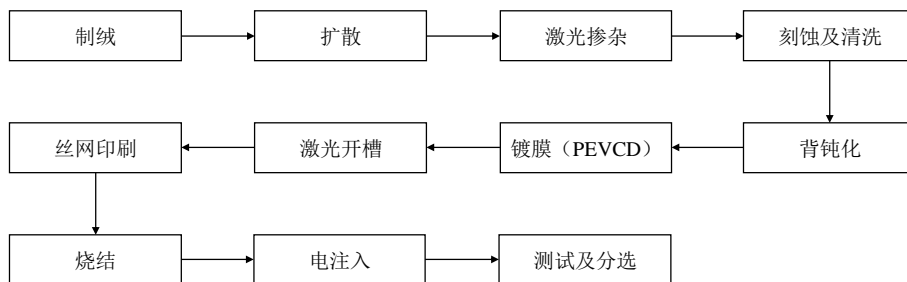 制绒
扩散
激光掺杂
刻蚀及清洗
背钝化
镀膜（PEVCD）
激光开槽
丝网印刷
烧结
电注入
测试及分选